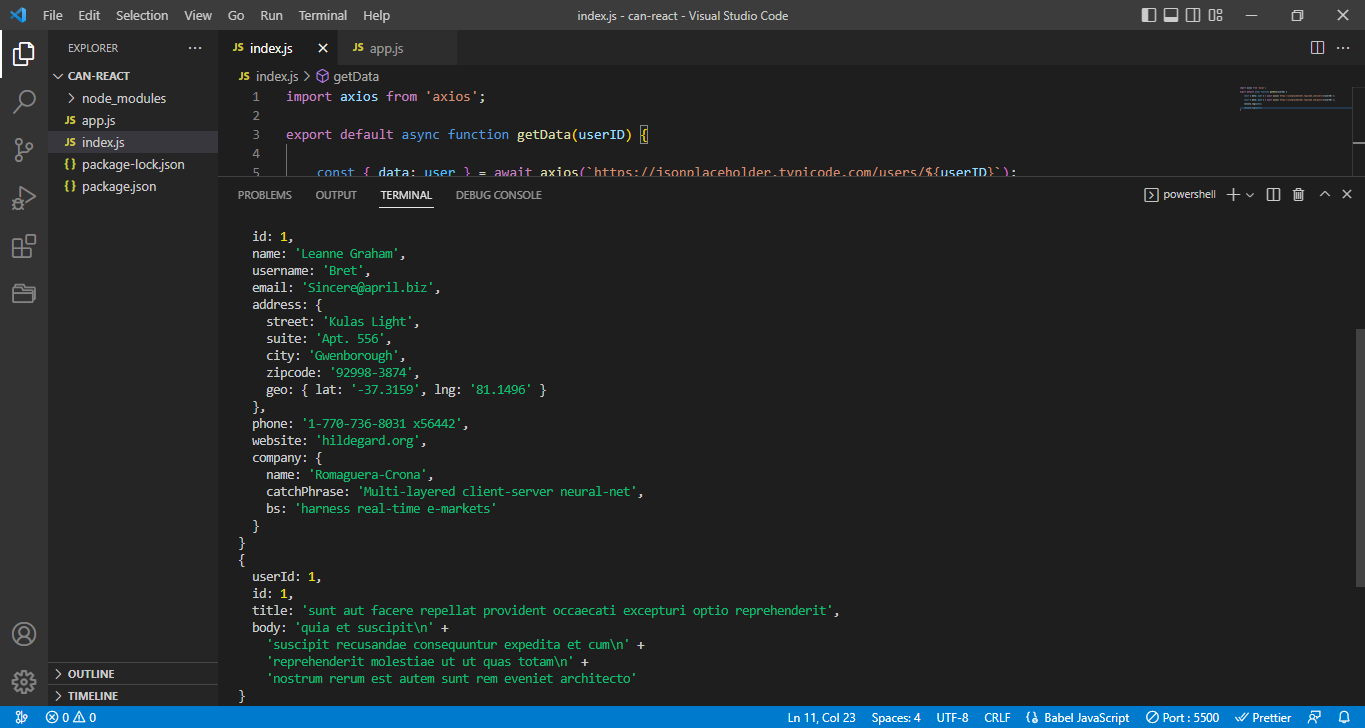 File Edit Selection View Go Run Terminal Help index.js - can-react - Visual Studio Code
EXPLORER
CAN-REACT
node_modules
JS app.js
JS index.js
{} package-lock.json
{} package.json
OUTLINE
TIMELINE
JS index.js JS app.js
JS index.js > getData
1 import axios from 'axios';
2
3 export default async function getData(userID) {
4
5 const { data: user } = await axios(`https://jsonplaceholder.typicode.com/users/${userID}`);
PROBLEMS OUTPUT TERMINAL DEBUG CONSOLE powershell
id: 1,
name: 'Leanne Graham',
username: 'Bret',
email: 'Sincere@april.biz',
address: {
street: 'Kulas Light',
suite: 'Apt. 556',
city: 'Gwenborough',
zipcode: '92998-3874',
geo: { lat: '-37.3159', lng: '81.1496' }
},
phone: '1-770-736-8031 x56442',
website: 'hildegard.org',
company: {
name: 'Romaguera-Crona',
catchPhrase: 'Multi-layered client-server neural-net',
bs: 'harness real-time e-markets'
}
}
{
userId: 1,
id: 1,
title: 'sunt aut facere repellat provident occaecati excepturi optio reprehenderit',
body: 'quia et suscipit\n' +
'suscipit recusandae consequuntur expedita et cum\n' +
'reprehenderit molestiae ut ut quas totam\n' +
'nostrum rerum est autem sunt rem eveniet architecto'
}
0 0 Ln 11, Col 23 Spaces: 4 UTF-8 CRLF Babel JavaScript Port : 5500 Prettier